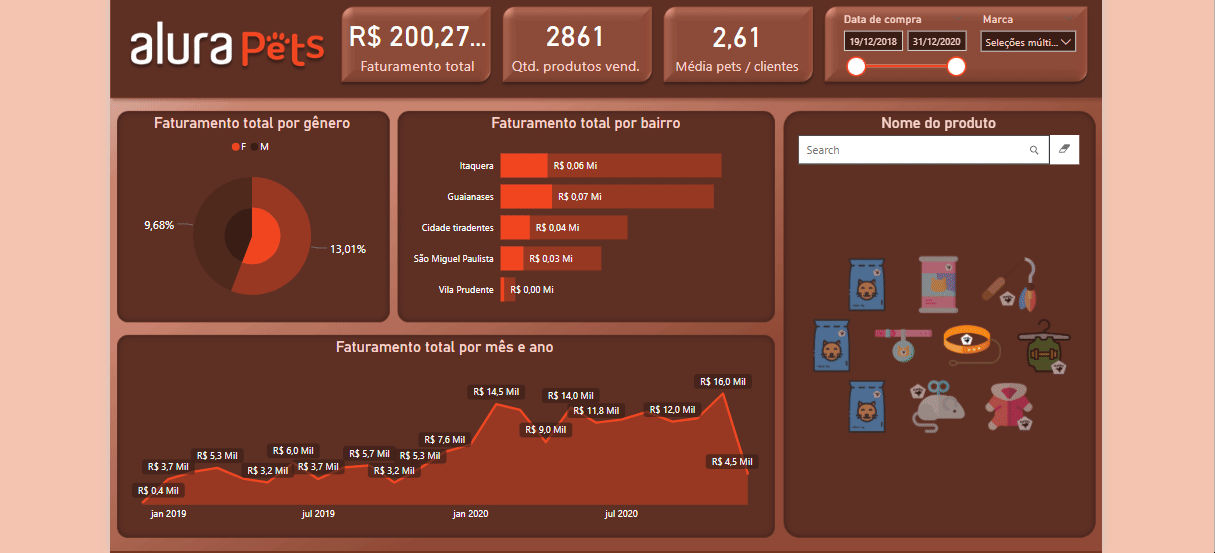 alura Pets
R$ 200,27...
Faturamento total
2861
Qtd. produtos vend.
2,61
Média pets / clientes
Data de compra
19/12/2018
31/12/2020
Marca
Seleções múlti...
Faturamento total por gênero
F
M
9,68%
13,01%
Faturamento total por bairro
Itaquera
R$ 0,06 Mi
Guaianases
R$ 0,07 Mi
Cidade tiradentes
R$ 0,04 Mi
São Miguel Paulista
R$ 0,03 Mi
Vila Prudente
R$ 0,00 Mi
Nome do produto
Search
Faturamento total por mês e ano
R$ 0,4 Mil
R$ 3,7 Mil
R$ 5,3 Mil
R$ 3,2 Mil
R$ 6,0 Mil
R$ 3,7 Mil
R$ 5,7 Mil
R$ 3,2 Mil
R$ 5,3 Mil
R$ 7,6 Mil
R$ 14,5 Mil
R$ 9,0 Mil
R$ 14,0 Mil
R$ 11,8 Mil
R$ 12,0 Mil
R$ 16,0 Mil
R$ 4,5 Mil
jan 2019
jul 2019
jan 2020
jul 2020